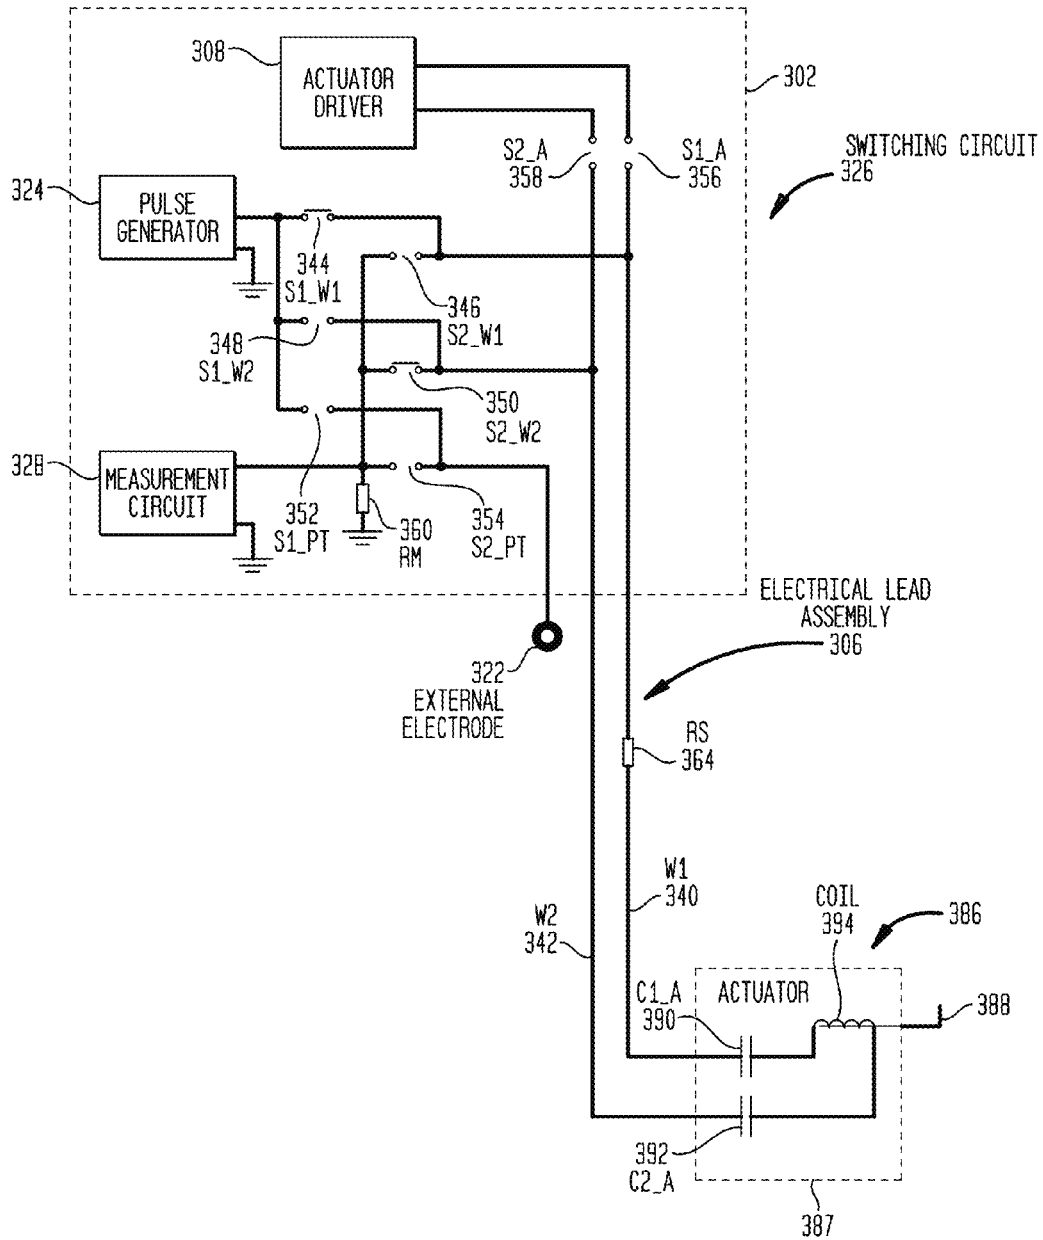 308
ACTUATOR
DRIVER
302
S2_A
358
S1_A
356
SWITCHING CIRCUIT
326
324
PULSE
GENERATOR
344
S1_W1
346
S2_W1
348
S1_W2
350
S2_W2
328
MEASUREMENT
CIRCUIT
352
S1_PT
360
RM
354
S2_PT
ELECTRICAL LEAD
ASSEMBLY
306
322
EXTERNAL
ELECTRODE
RS
364
W1
340
W2
342
COIL
394
386
C1_A
390
ACTUATOR
388
392
C2_A
387